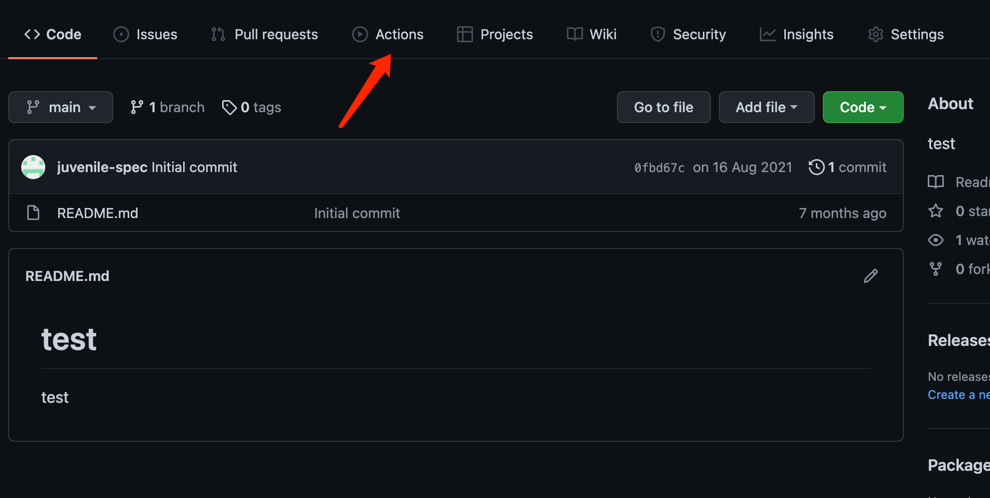 Code Issues Pull requests Actions Projects Wiki Security Insights Settings
main 1 branch 0 tags Go to file Add file Code
juvenile-spec Initial commit 0fbd67c on 16 Aug 2021 1 commit
README.md Initial commit 7 months ago
README.md
test
test
About
test
Readm
0 sta
1 wat
0 fork
Releases
No releases
Create a ne
Package